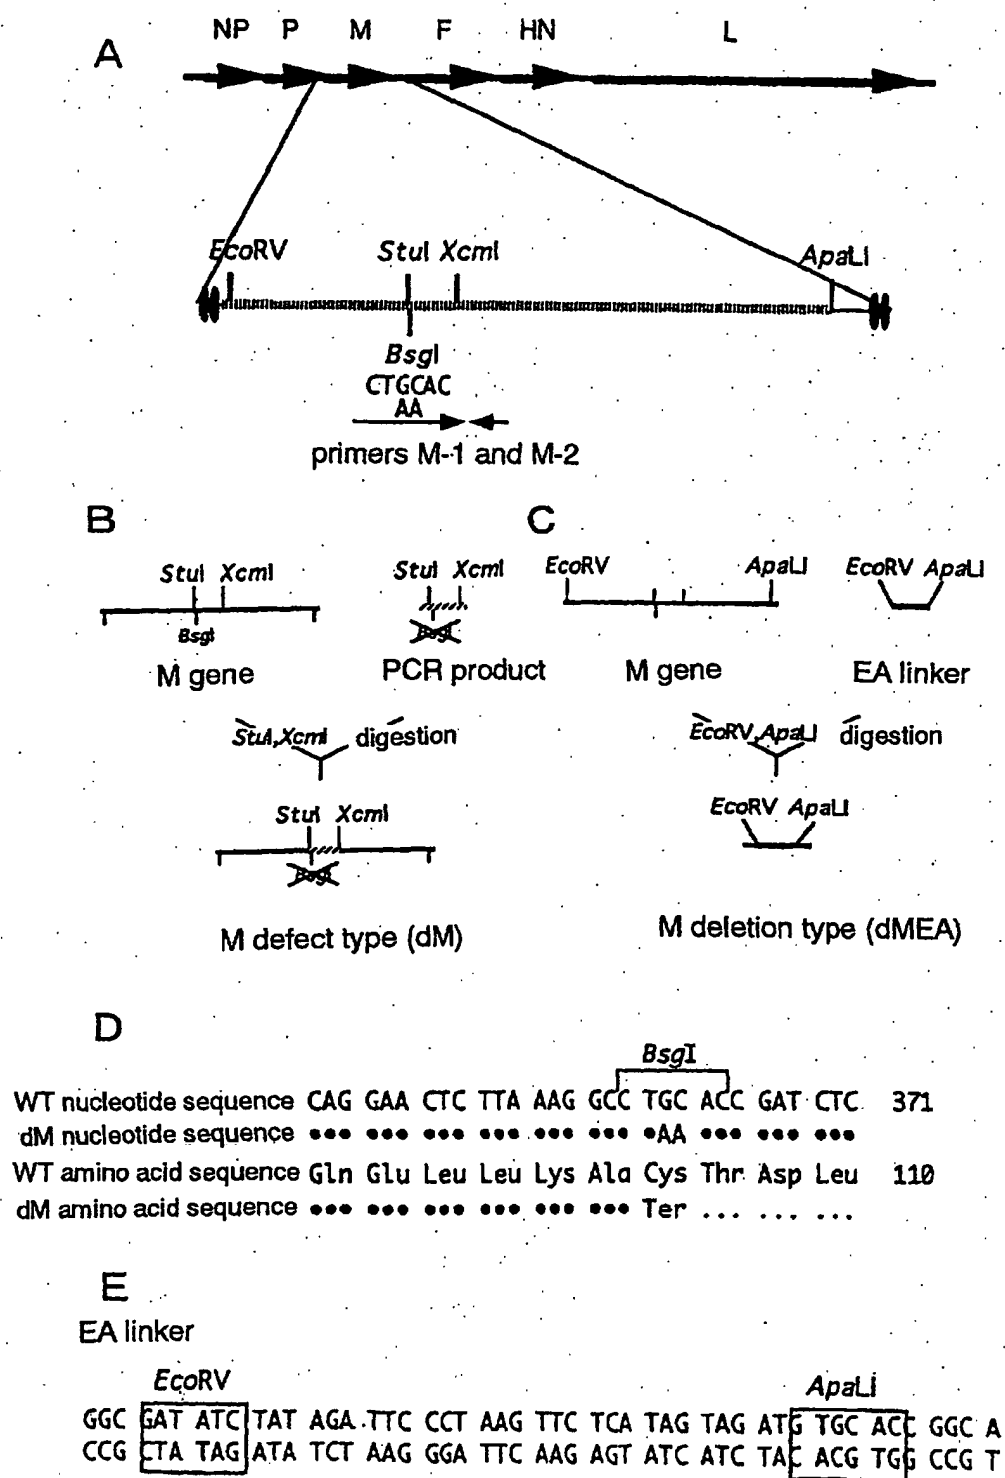 A
NP P M F HN L
EcoRV StuI XcmI ApaLI
BsgI
CTGCAC
AA
primers M-1 and M-2
B
StuI XcmI
BsgI
M gene
StuI XcmI
BsgI
PCR product
StuI,XcmI digestion
StuI XcmI
BsgI
M defect type (dM)
C
EcoRV ApaLI
M gene
EcoRV ApaLI
EA linker
EcoRV,ApaLI digestion
EcoRV ApaLI
M deletion type (dMEA)
D
BsgI
WT nucleotide sequence CAG GAA CTC TTA AAG GCC TGC ACC GAT CTC 371
dM nucleotide sequence ••• ••• ••• ••• ••• ••• •AA ••• ••• •••
WT amino acid sequence Gln Glu Leu Leu Lys Ala Cys Thr Asp Leu 110
dM amino acid sequence ••• ••• ••• ••• ••• ••• Ter ... ... ...
E
EA linker
EcoRV ApaLI
GGC GAT ATC TAT AGA TTC CCT AAG TTC TCA TAG TAG ATG TGC ACC GGC A
CCG CTA TAG ATA TCT AAG GGA TTC AAG AGT ATC ATC TAC ACG TGG CCG T